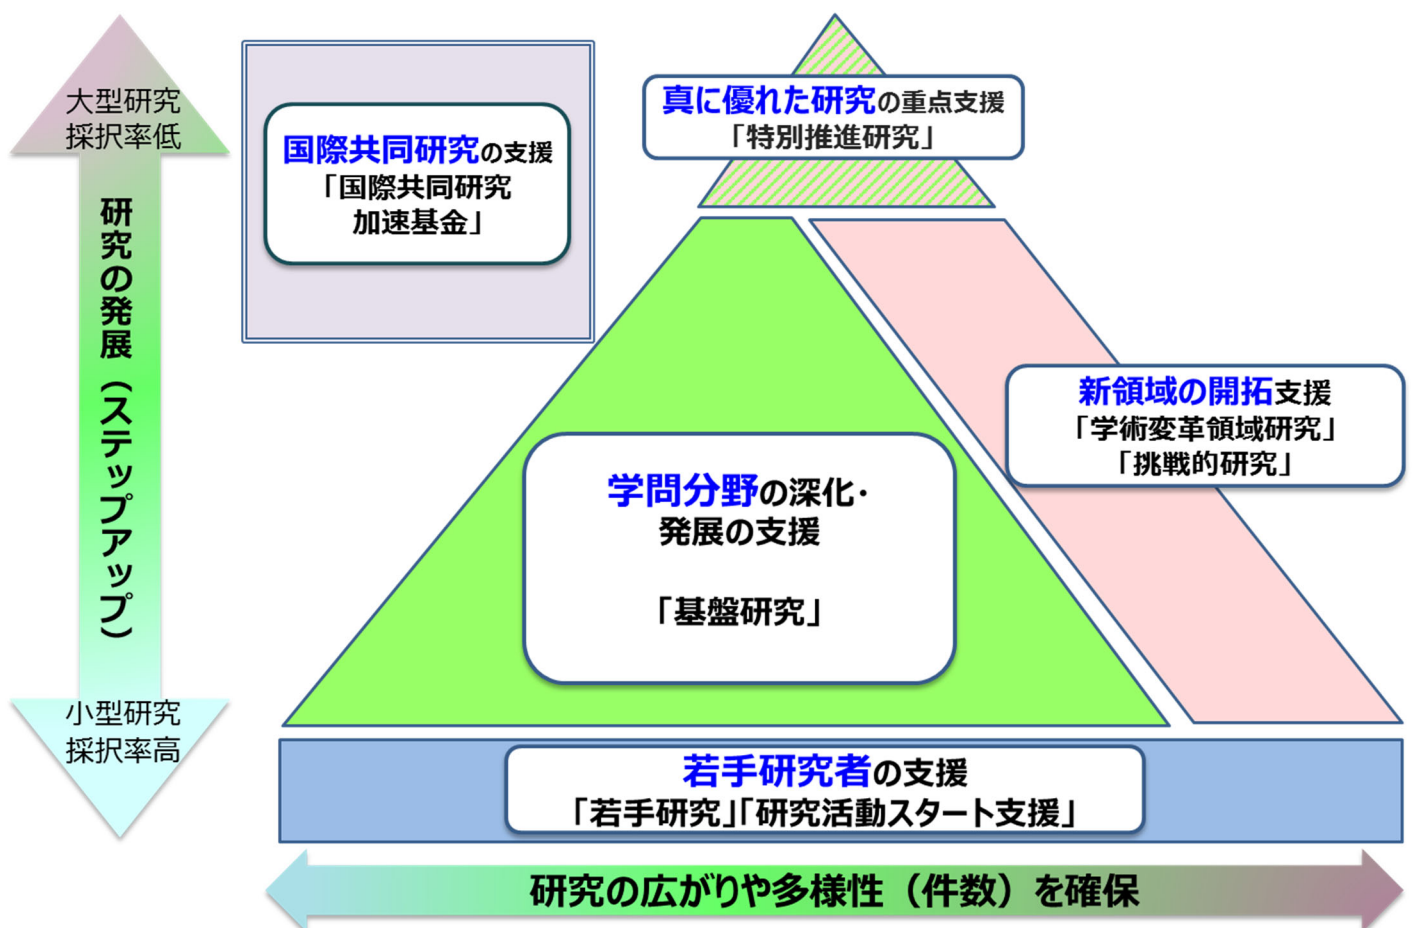 大型研究
採択率低
研究の発展（ステップアップ）
小型研究
採択率高
国際共同研究の支援
「国際共同研究
加速基金」
真に優れた研究の重点支援
「特別推進研究」
新領域の開拓支援
「学術変革領域研究」
「挑戦的研究」
学問分野の深化・
発展の支援
「基盤研究」
若手研究者の支援
「若手研究」「研究活動スタート支援」
研究の広がりや多様性（件数）を確保